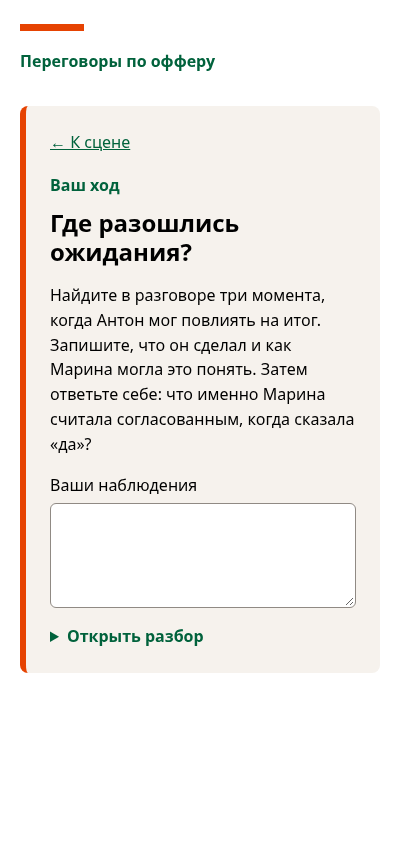 Переговоры по офферу
← К сцене
Ваш ход
Где разошлись
ожидания?
Найдите в разговоре три момента,
когда Антон мог повлиять на итог.
Запишите, что он сделал и как
Марина могла это понять. Затем
ответьте себе: что именно Марина
считала согласованным, когда сказала
«да»?
Ваши наблюдения
▶ Открыть разбор